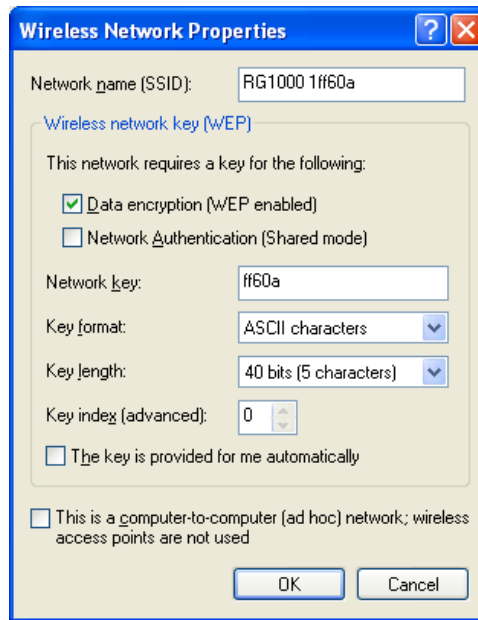 Wireless Network Properties
Network name (SSID): RG1000 1ff60a
Wireless network key (WEP)
This network requires a key for the following:
Data encryption (WEP enabled)
Network Authentication (Shared mode)
Network key: ff60a
Key format: ASCII characters
Key length: 40 bits (5 characters)
Key index (advanced): 0
The key is provided for me automatically
This is a computer-to-computer (ad hoc) network; wireless
access points are not used
OK Cancel